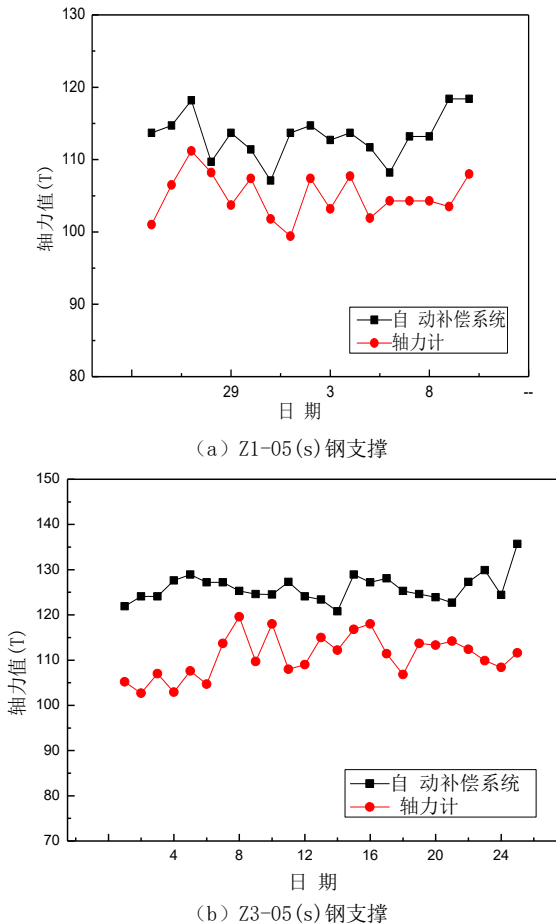 130
120
110
100
90
80
轴力值(T)
自 动补偿系统
轴力计
29 3 8 --
日 期
（a）Z1-05(s)钢支撑
150
140
130
120
110
100
90
80
70
轴力值(T)
自 动补偿系统
轴力计
4 8 12 16 20 24
日 期
（b）Z3-05(s)钢支撑